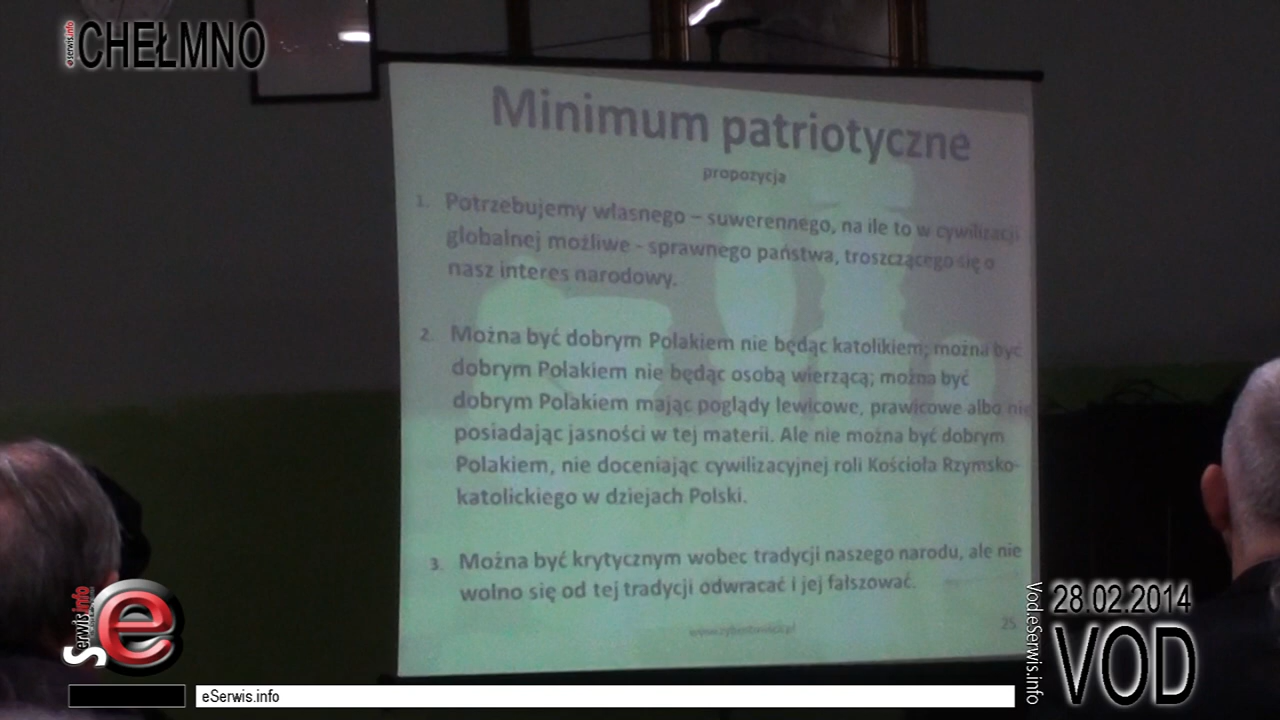 eserwis.info
CHEŁMNO
Minimum patriotyczne
propozycja
1. Potrzebujemy własnego – suwerennego, na ile to w cywilizacji
globalnej możliwe - sprawnego państwa, troszczącego się o
nasz interes narodowy.
2. Można być dobrym Polakiem nie będąc katolikiem; można być
dobrym Polakiem nie będąc osobą wierzącą; można być
dobrym Polakiem mając poglądy lewicowe, prawicowe albo nie
posiadając jasności w tej materii. Ale nie można być dobrym
Polakiem, nie doceniając cywilizacyjnej roli Kościoła Rzymsko-
katolickiego w dziejach Polski.
3. Można być krytycznym wobec tradycji naszego narodu, ale nie
wolno się od tej tradycji odwracać i jej fałszować.
25
Serwis.info
e
eSerwis.info
Vod.eSerwis.info
28.02.2014
VOD